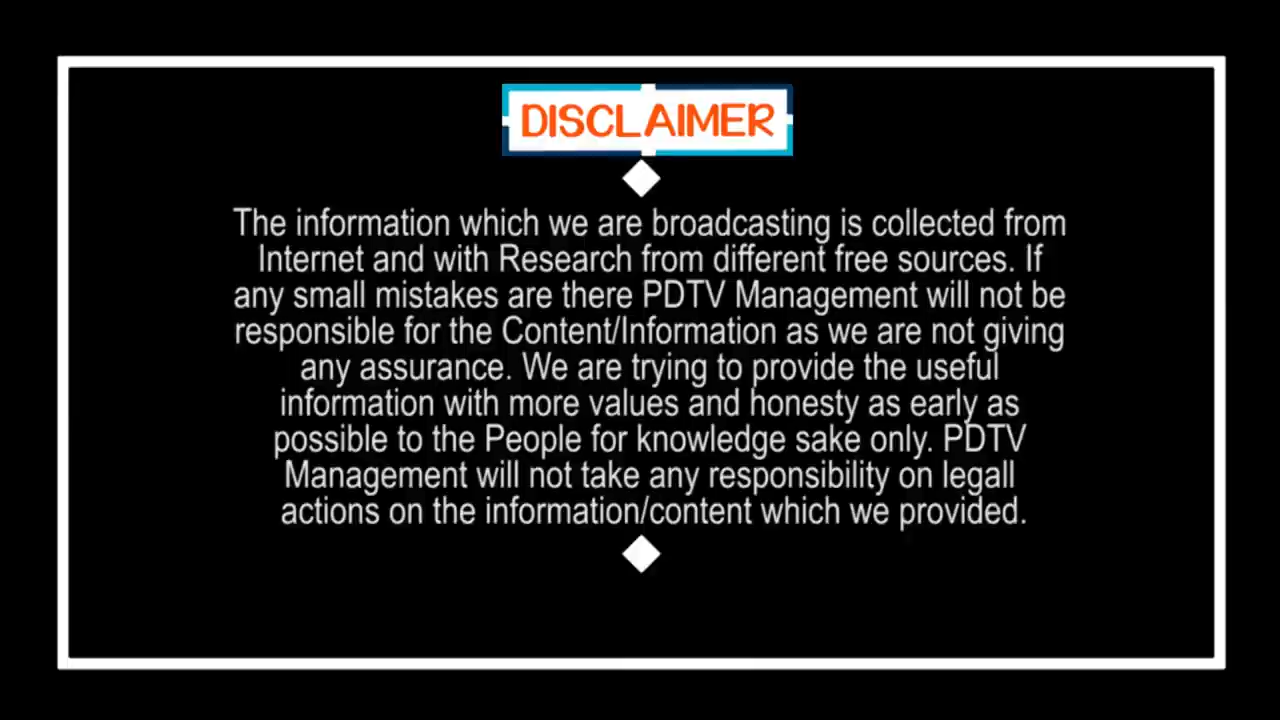 DISCLAIMER
The information which we are broadcasting is collected from
Internet and with Research from different free sources. If
any small mistakes are there PDTV Management will not be
responsible for the Content/Information as we are not giving
any assurance. We are trying to provide the useful
information with more values and honesty as early as
possible to the People for knowledge sake only. PDTV
Management will not take any responsibility on legall
actions on the information/content which we provided.